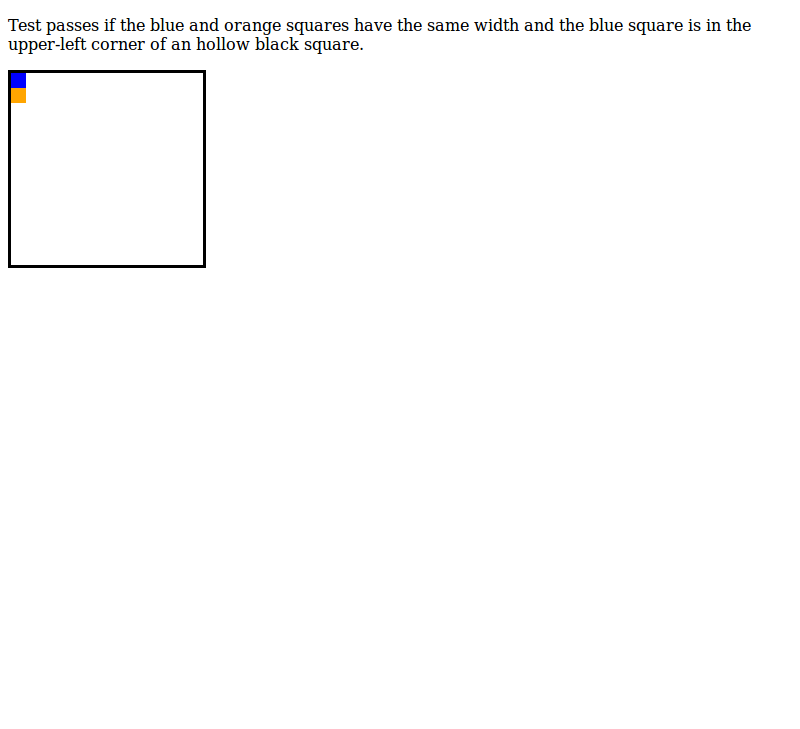 Test passes if the blue and orange squares have the same width and the blue square is in the
upper-left corner of an hollow black square.